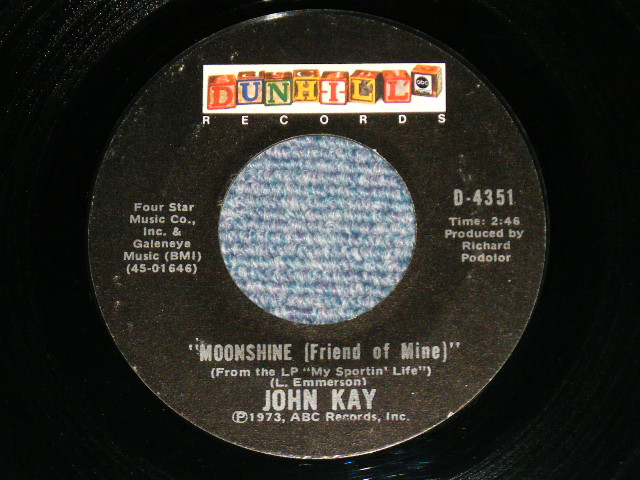 DUNHILL abc
RECORDS
Four Star
Music Co.,
Inc. &
Galeneye
Music (BMI)
(45-01646)
D-4351
Time: 2:46
Produced by
Richard
Podolor
"MOONSHINE (Friend of Mine)"
(From the LP "My Sportin' Life")
(L. Emmerson)
JOHN KAY
Ⓟ1973, ABC Records, Inc.